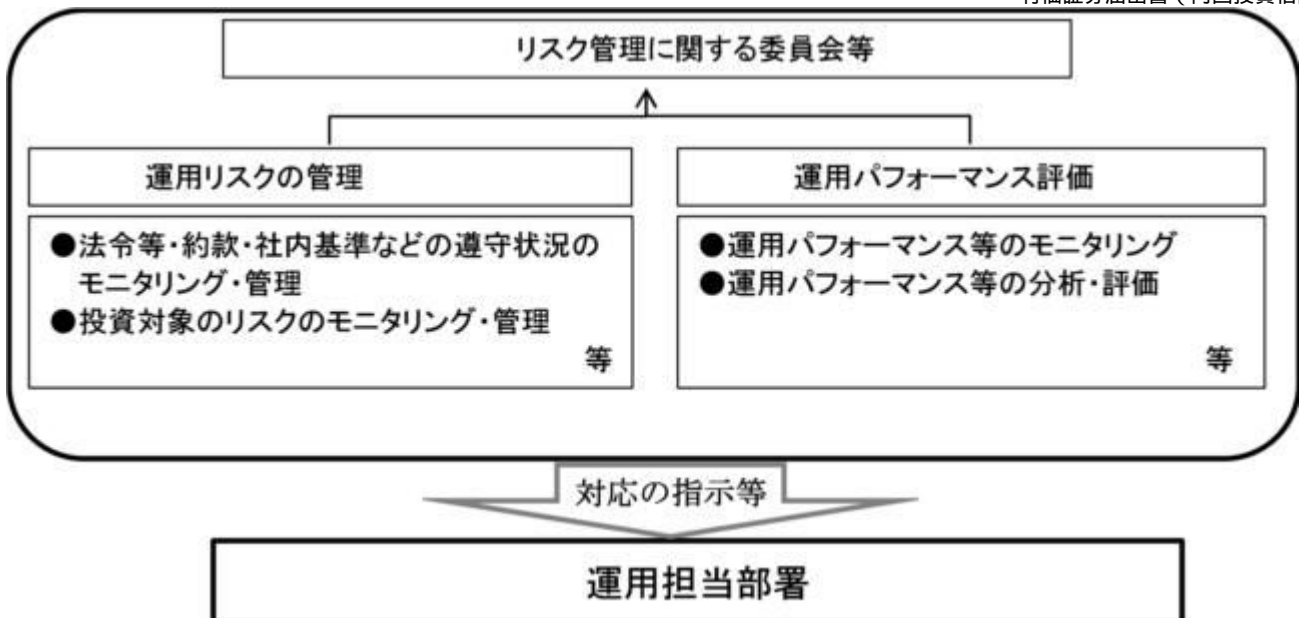 リスク管理に関する委員会等
運用リスクの管理
●法令等・約款・社内基準などの遵守状況の
モニタリング・管理
●投資対象のリスクのモニタリング・管理
等
運用パフォーマンス評価
●運用パフォーマンス等のモニタリング
●運用パフォーマンス等の分析・評価
等
対応の指示等
運用担当部署